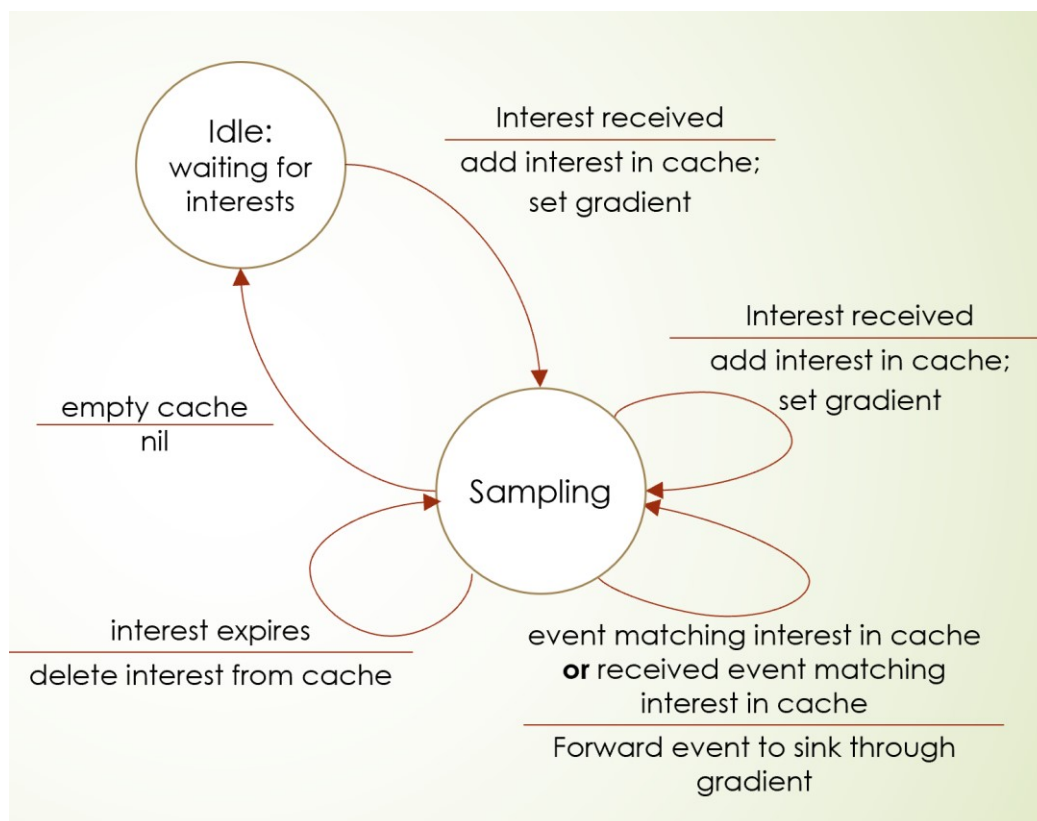 Idle:
waiting for
interests
Interest received
add interest in cache;
set gradient
Interest received
add interest in cache;
set gradient
empty cache
nil
Sampling
interest expires
delete interest from cache
event matching interest in cache
or received event matching
interest in cache
Forward event to sink through
gradient